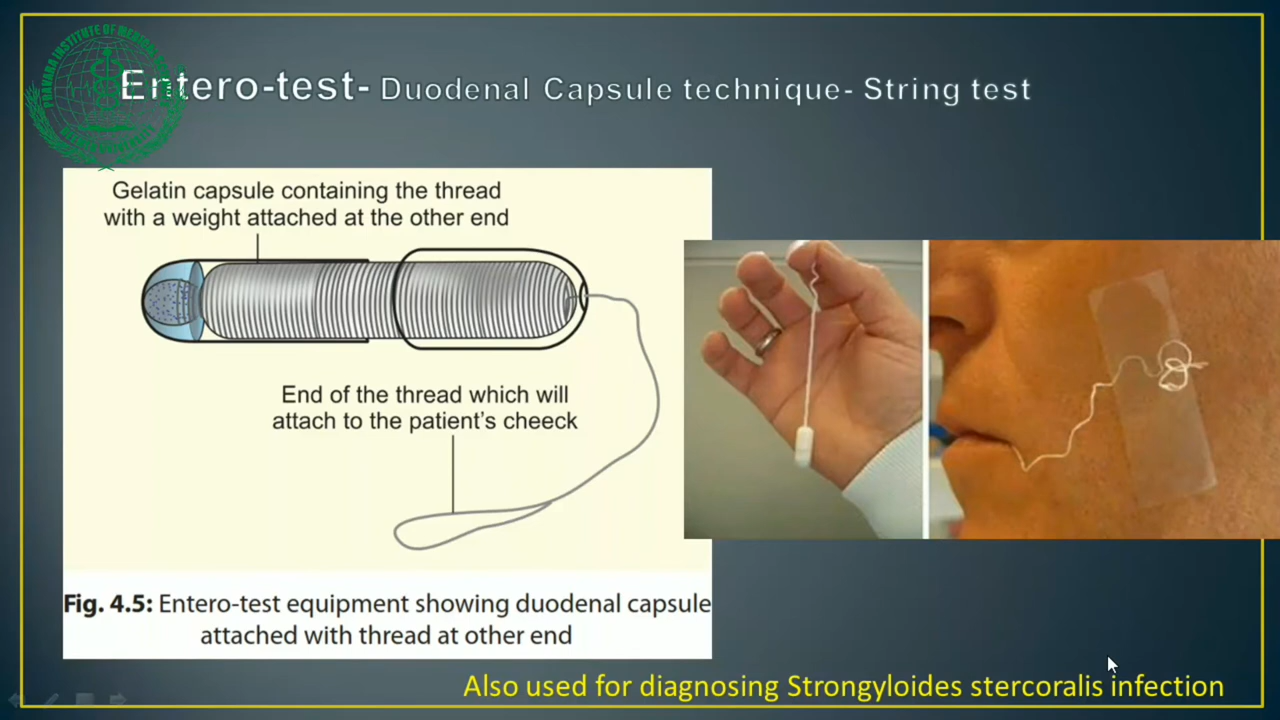 Entero-test- Duodenal Capsule technique- String test
Gelatin capsule containing the thread
with a weight attached at the other end
End of the thread which will
attach to the patient's cheeck
Fig. 4.5: Entero-test equipment showing duodenal capsule
attached with thread at other end
Also used for diagnosing Strongyloides stercoralis infection